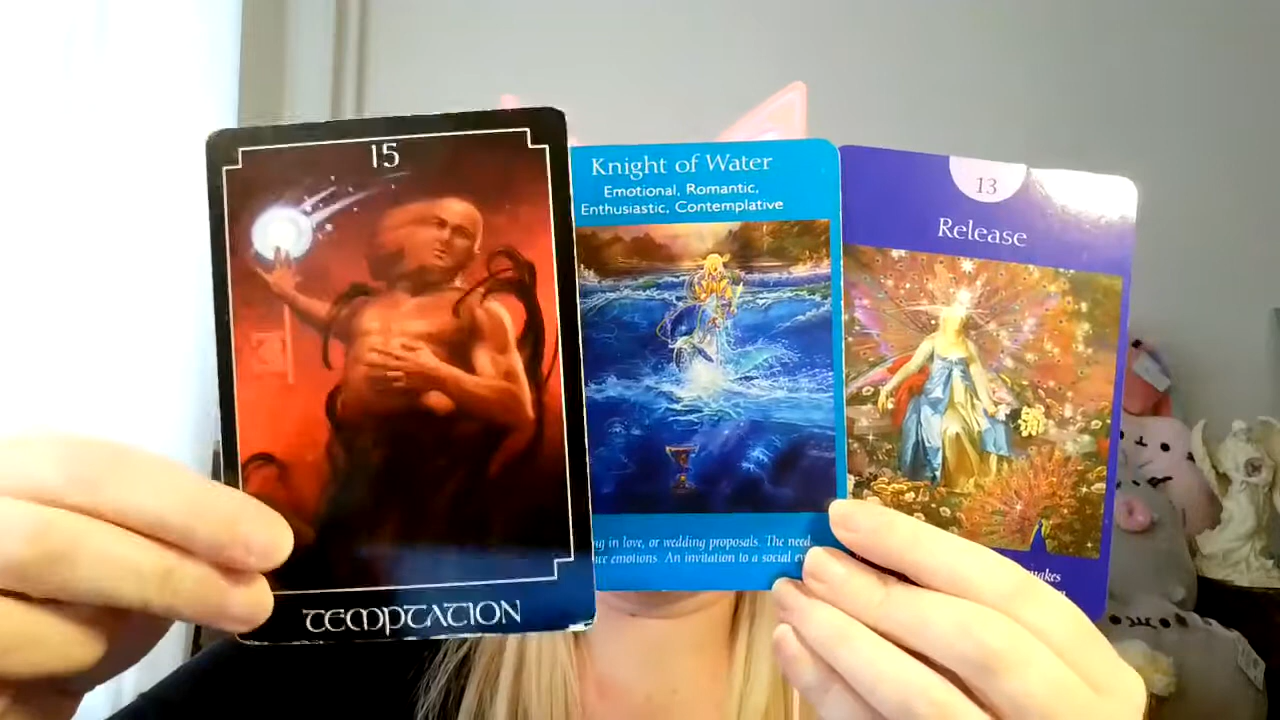 15
TEMPTATION
Knight of Water
Emotional, Romantic,
Enthusiastic, Contemplative
in love, or wedding proposals. The need
emotions. An invitation to a social
13
Release